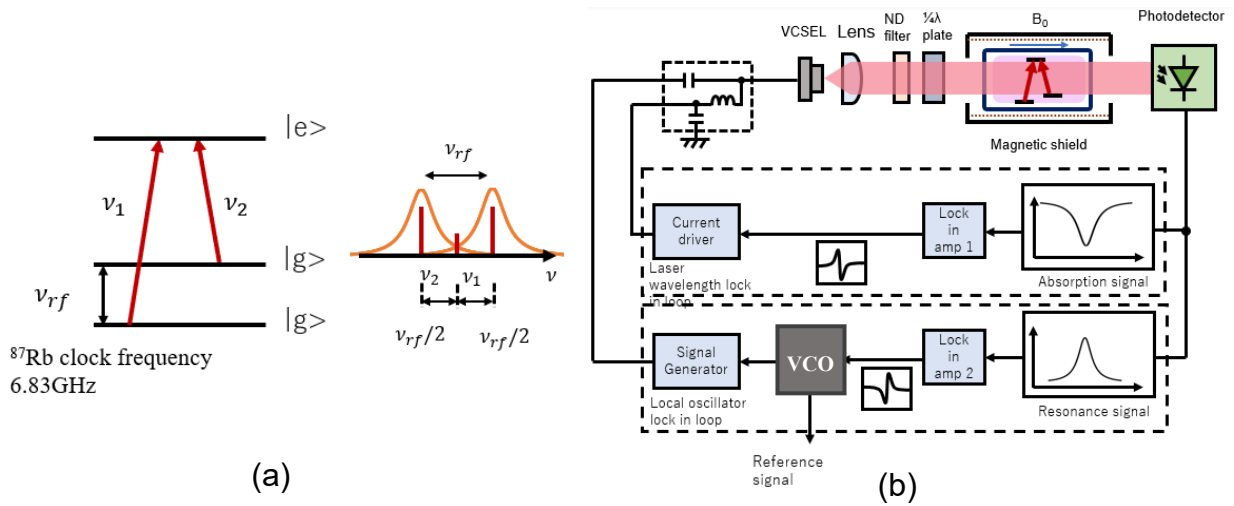 |e>
ν1
ν2
|g>
νrf
|g>
87Rb clock frequency
6.83GHz
νrf
ν2
ν1
ν
νrf/2
νrf/2
(a)
VCSEL
Lens
ND
filter
¼λ
plate
B0
Photodetector
Magnetic shield
Current
driver
Lock
in
amp 1
Laser
wavelength lock
in loop
Absorption signal
Signal
Generator
VCO
Lock
in
amp 2
Local oscillator
lock in loop
Resonance signal
Reference
signal
(b)